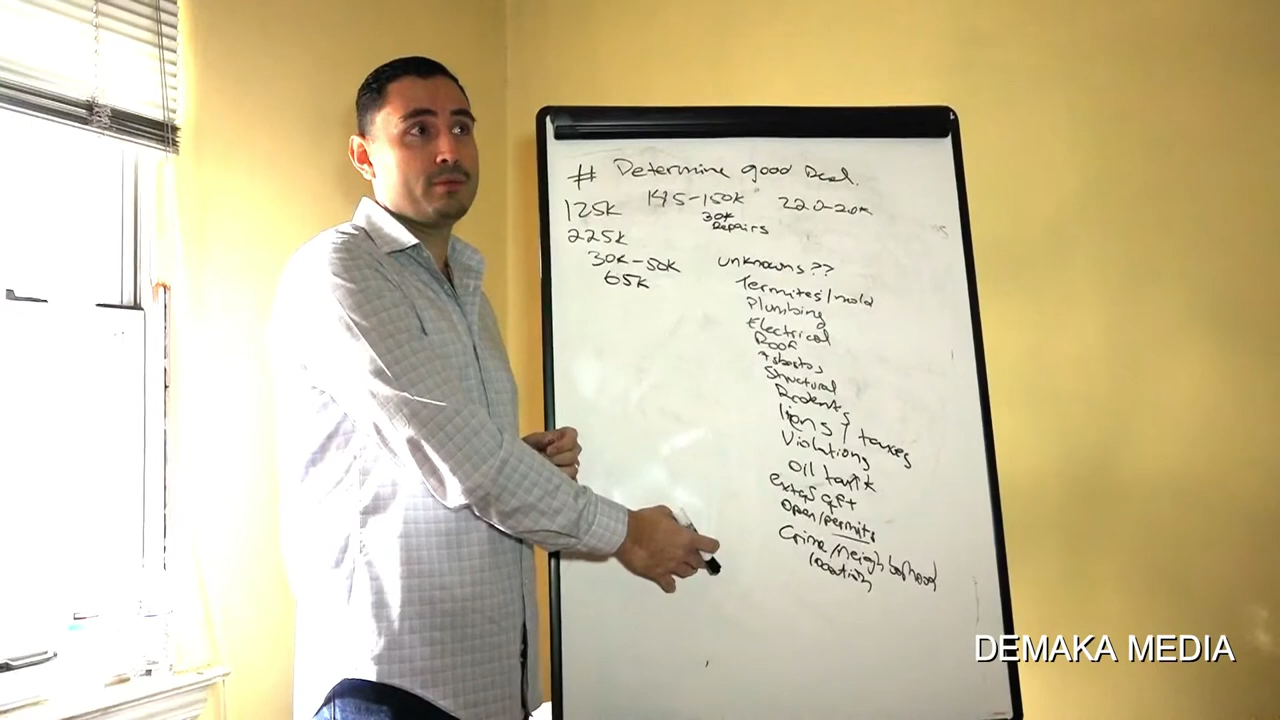 # Determine good Deal.
125K 145-150K 220-20K
30K
Repairs
225K
30K-50K
65K
unknowns??
Termites/mold
Plumbing
Electrical
Roof
Asbestos
Structural
Rodents
liens / taxes
Violations
oil tank
extra apt
open/permits
Crime/neighborhood
location
DEMAKA MEDIA